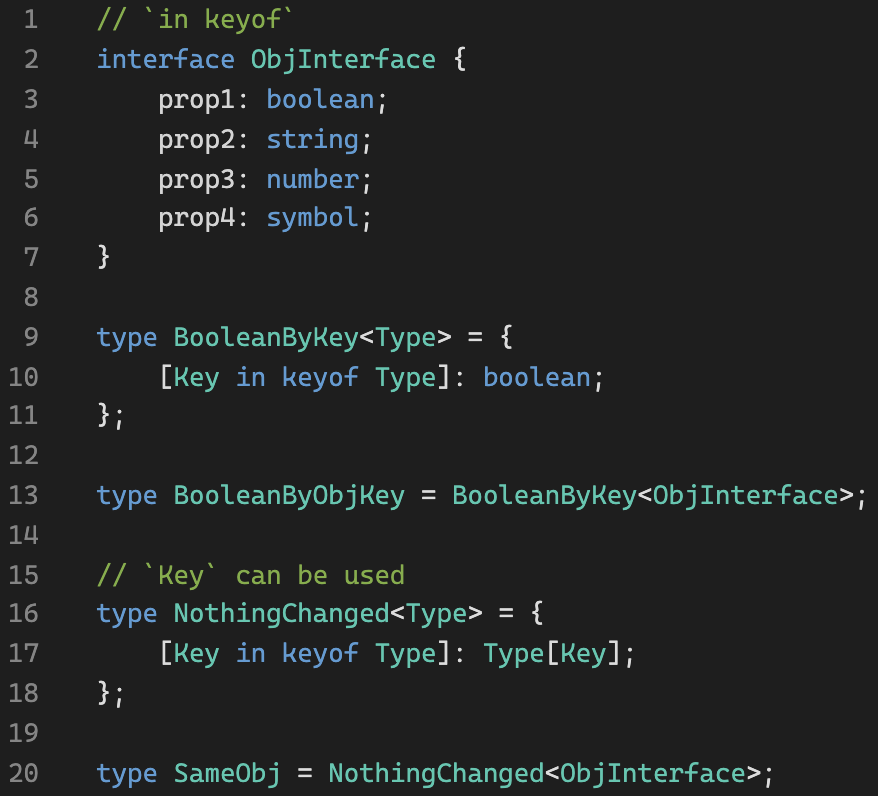 1 // `in keyof`
2 interface ObjInterface {
3     prop1: boolean;
4     prop2: string;
5     prop3: number;
6     prop4: symbol;
7 }
8
9 type BooleanByKey<Type> = {
10     [Key in keyof Type]: boolean;
11 };
12
13 type BooleanByObjKey = BooleanByKey<ObjInterface>;
14
15 // `Key` can be used
16 type NothingChanged<Type> = {
17     [Key in keyof Type]: Type[Key];
18 };
19
20 type SameObj = NothingChanged<ObjInterface>;